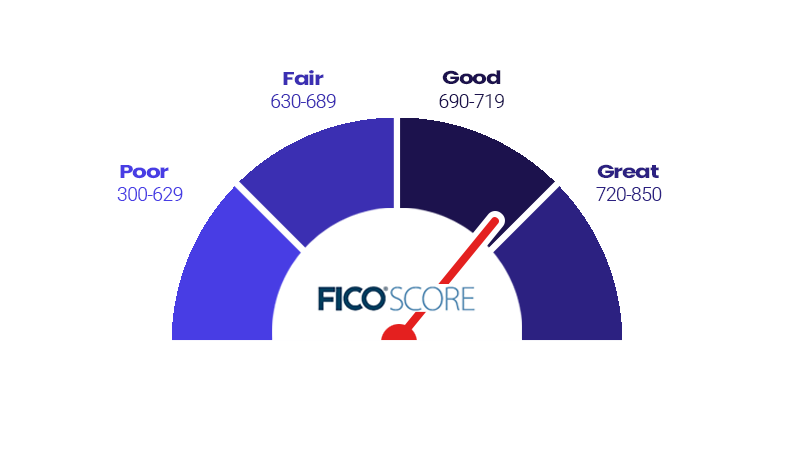 Fair
630-689
Good
690-719
Poor
300-629
Great
720-850
FICO® SCORE